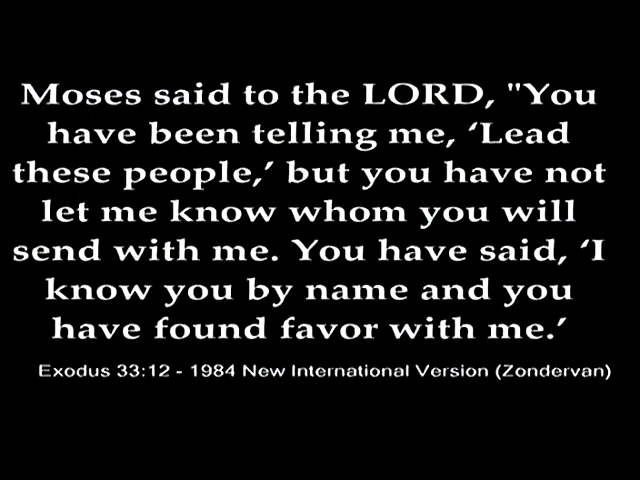 Moses said to the LORD, "You
have been telling me, ‘Lead
these people,’ but you have not
let me know whom you will
send with me. You have said, ‘I
know you by name and you
have found favor with me.’
Exodus 33:12 - 1984 New International Version (Zondervan)